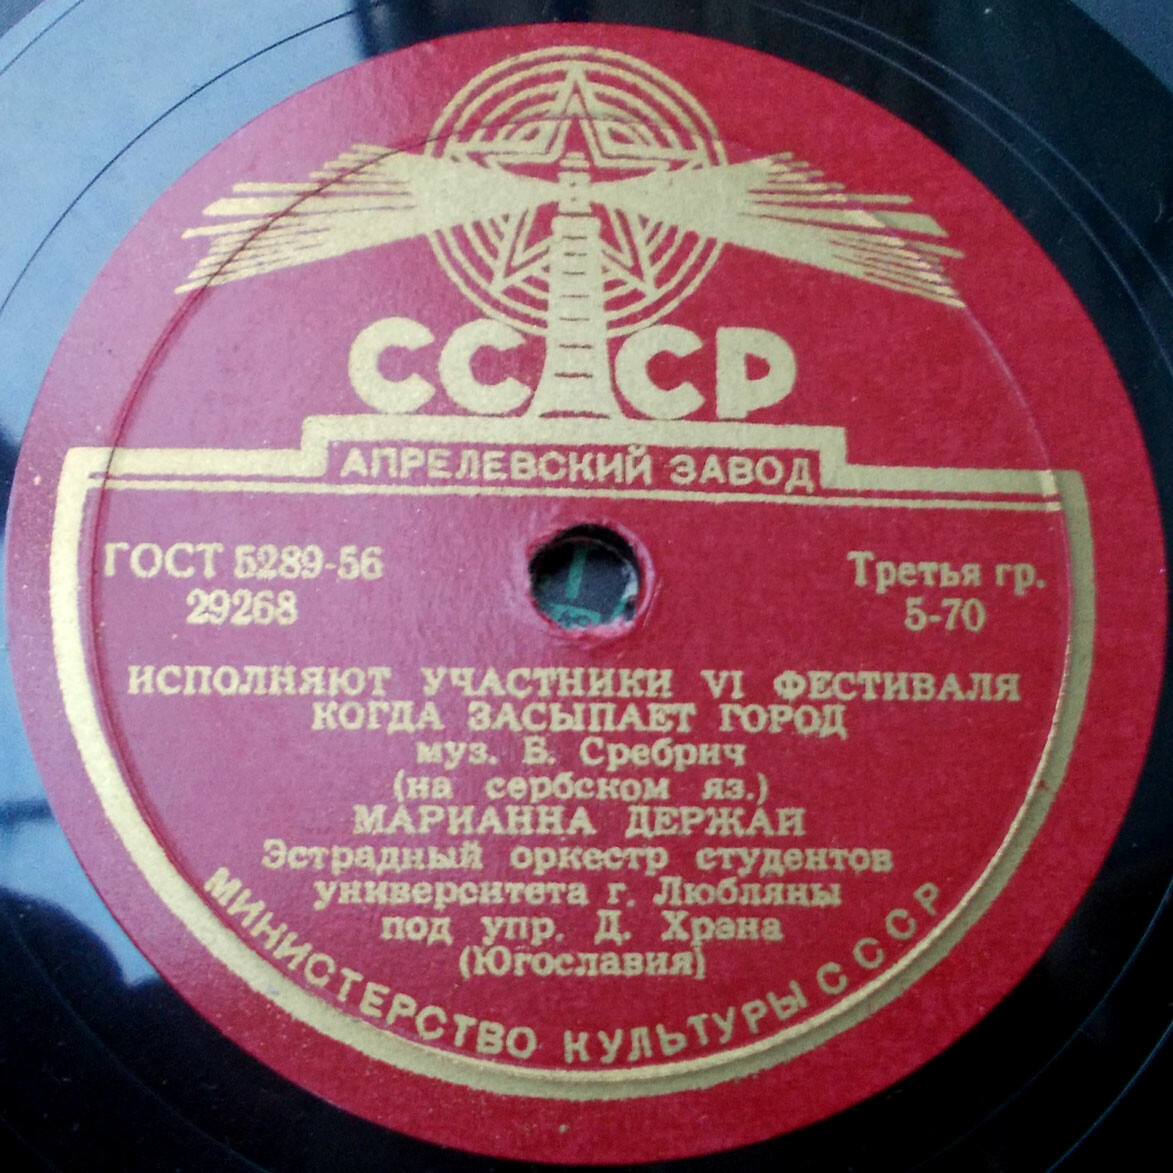 СССР
АПРЕЛЕВСКИЙ ЗАВОД
ГОСТ 5289-56
29268
Третья гр.
5-70
ИСПОЛНЯЮТ УЧАСТНИКИ VI ФЕСТИВАЛЯ
КОГДА ЗАСЫПАЕТ ГОРОД
муз. Б. Сребрич
(на сербском яз.)
МАРИАННА ДЕРЖАЙ
Эстрадный оркестр студентов
университета г. Любляны
под упр. Д. Хрэна
(Югославия)
МИНИСТЕРСТВО КУЛЬТУРЫ СССР